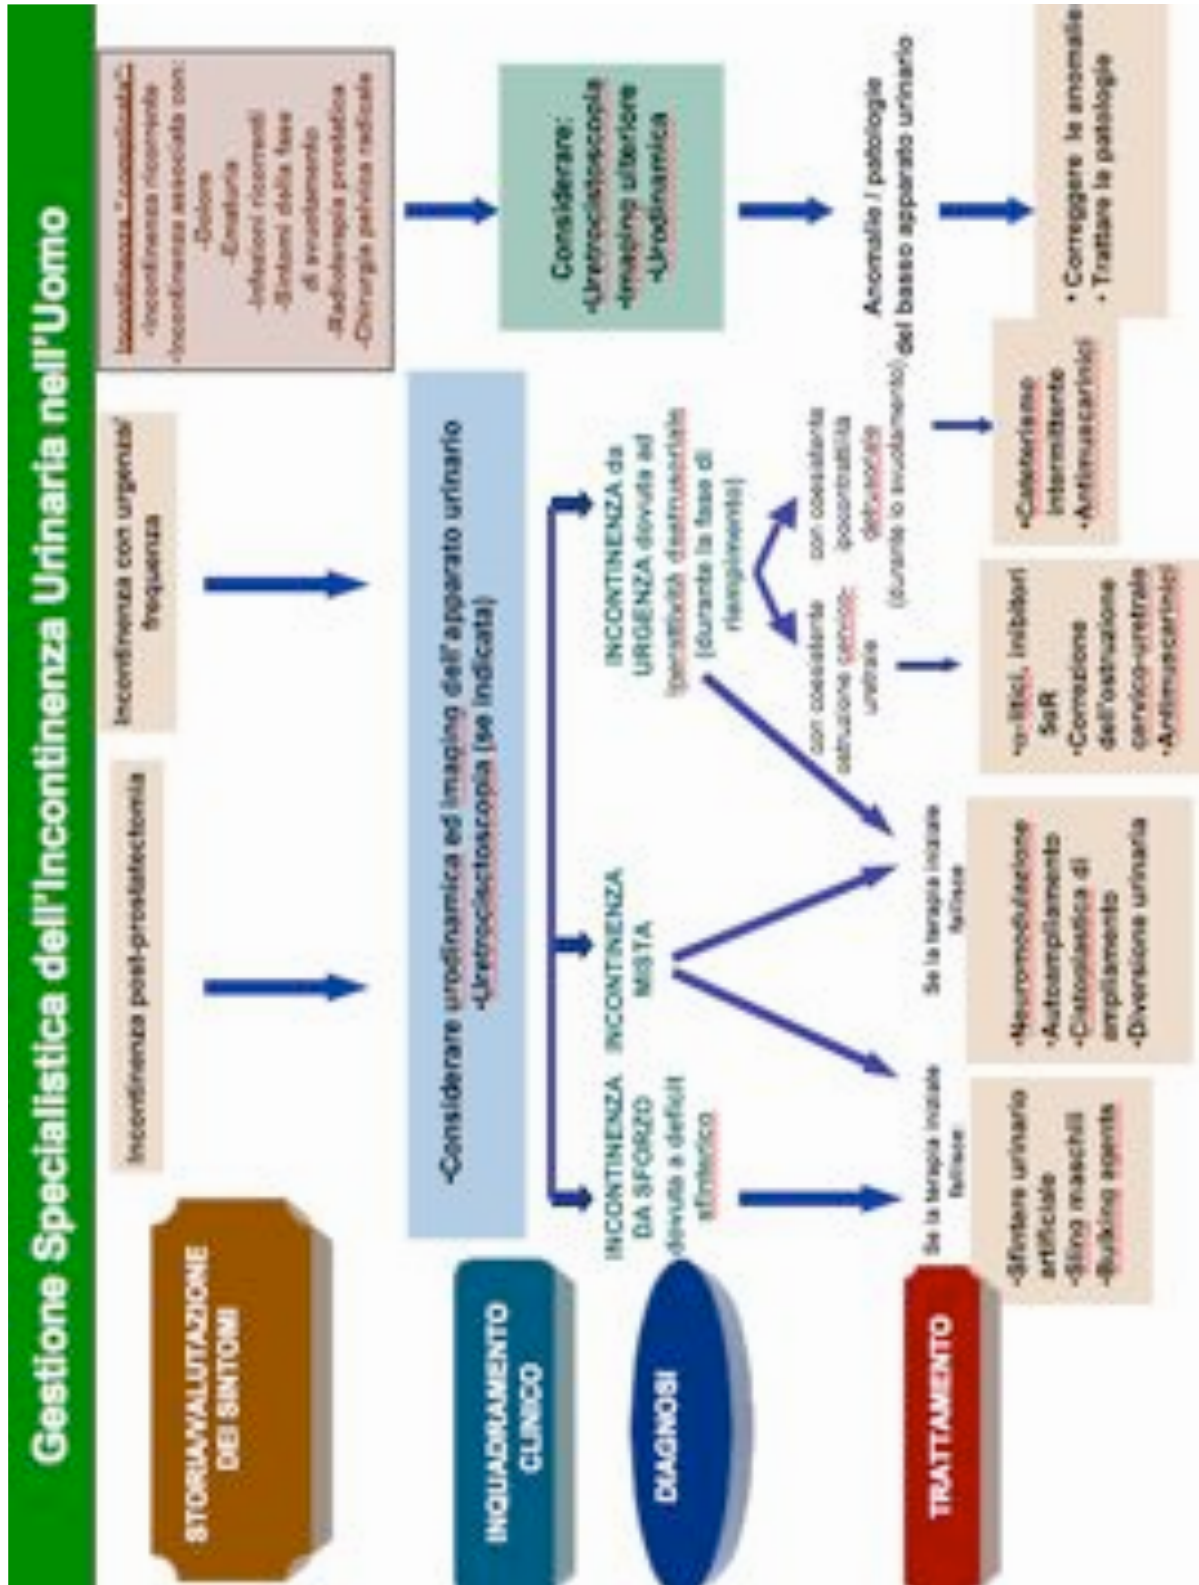 Gestione Specialistica dell'Incontinenza Urinaria nell'Uomo
STORIA/VALUTAZIONE
DEI SINTOMI
Incontinenza post-prostatectomia
Incontinenza con urgenza/
frequenza
Incontinenza "complicata":
•Incontinenza ricorrente
•Incontinenza associata con:
-Dolore
-Ematuria
-Infezioni ricorrenti
-Sintomi della fase
di svuotamento
-Radioterapia prostatica
-Chirurgia pelvica radicale
INQUADRAMENTO
CLINICO
•Considerare urodinamica ed imaging dell'apparato urinario
•Uretrocisctoscopia (se indicata)
Considerare:
•Uretrocistoscopia
•Imaging ulteriore
•Urodinamica
DIAGNOSI
INCONTINENZA
DA SFORZO
dovuta a deficit
sfinterico
INCONTINENZA
MISTA
INCONTINENZA da
URGENZA dovuta ad
iperattività destrusoriale
(durante la fase di
riempimento)
con coesistente
ostruzione cervico-
uretrale
con coesistente
ipocontrattilità
detrusoriale
(durante lo svuotamento)
Anomalie / patologie
del basso apparato urinario
TRATTAMENTO
Se la terapia iniziale
fallisce:
•Sfintere urinario
artificiale
•Sling maschili
•Bulking agents
Se la terapia iniziale
fallisce
•Neuromodulazione
•Autoampliamento
•Cistoplastica di
ampliamento
•Diversione urinaria
•α-litici, inibitori
5αR
•Correzione
dell'ostruzione
cervico-uretrale
•Antimuscarinici
•Cateterismo
intermittente
•Antimuscarinici
• Correggere le anomalie
• Trattare le patologie